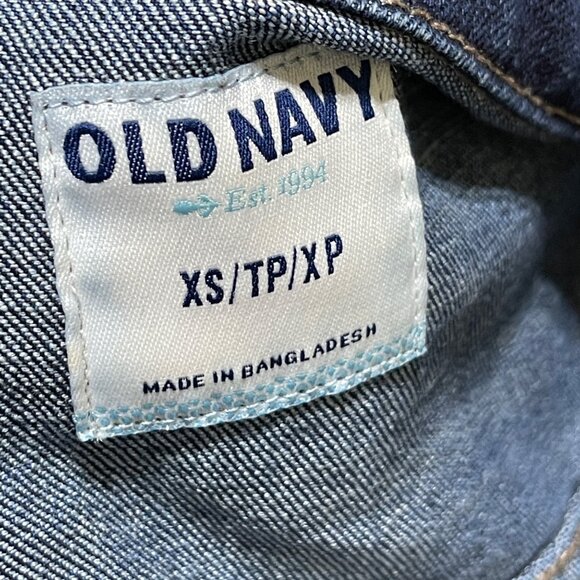 OLD NAVY
Est. 1994
XS/TP/XP
MADE IN BANGLADESH